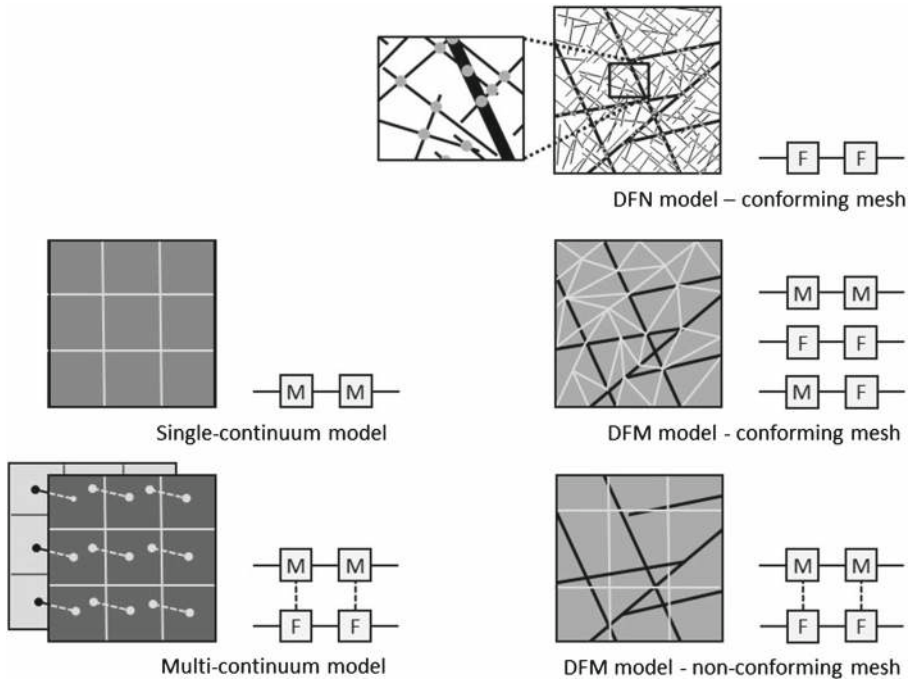 F F
DFN model – conforming mesh
M M
F F
M M
M F
Single-continuum model
DFM model - conforming mesh
M M
M M
F F
F F
Multi-continuum model
DFM model - non-conforming mesh